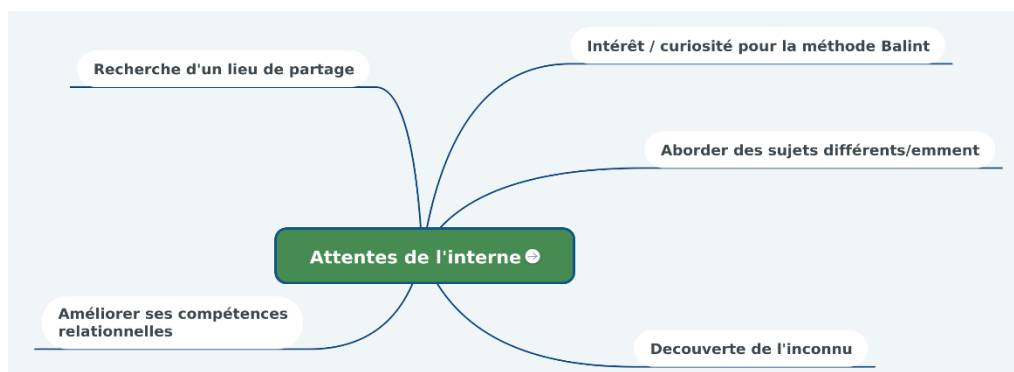 Intérêt / curiosité pour la méthode Balint
Recherche d'un lieu de partage
Aborder des sujets différents/emment
Attentes de l'interne
Améliorer ses compétences
relationnelles
Decouverte de l'inconnu